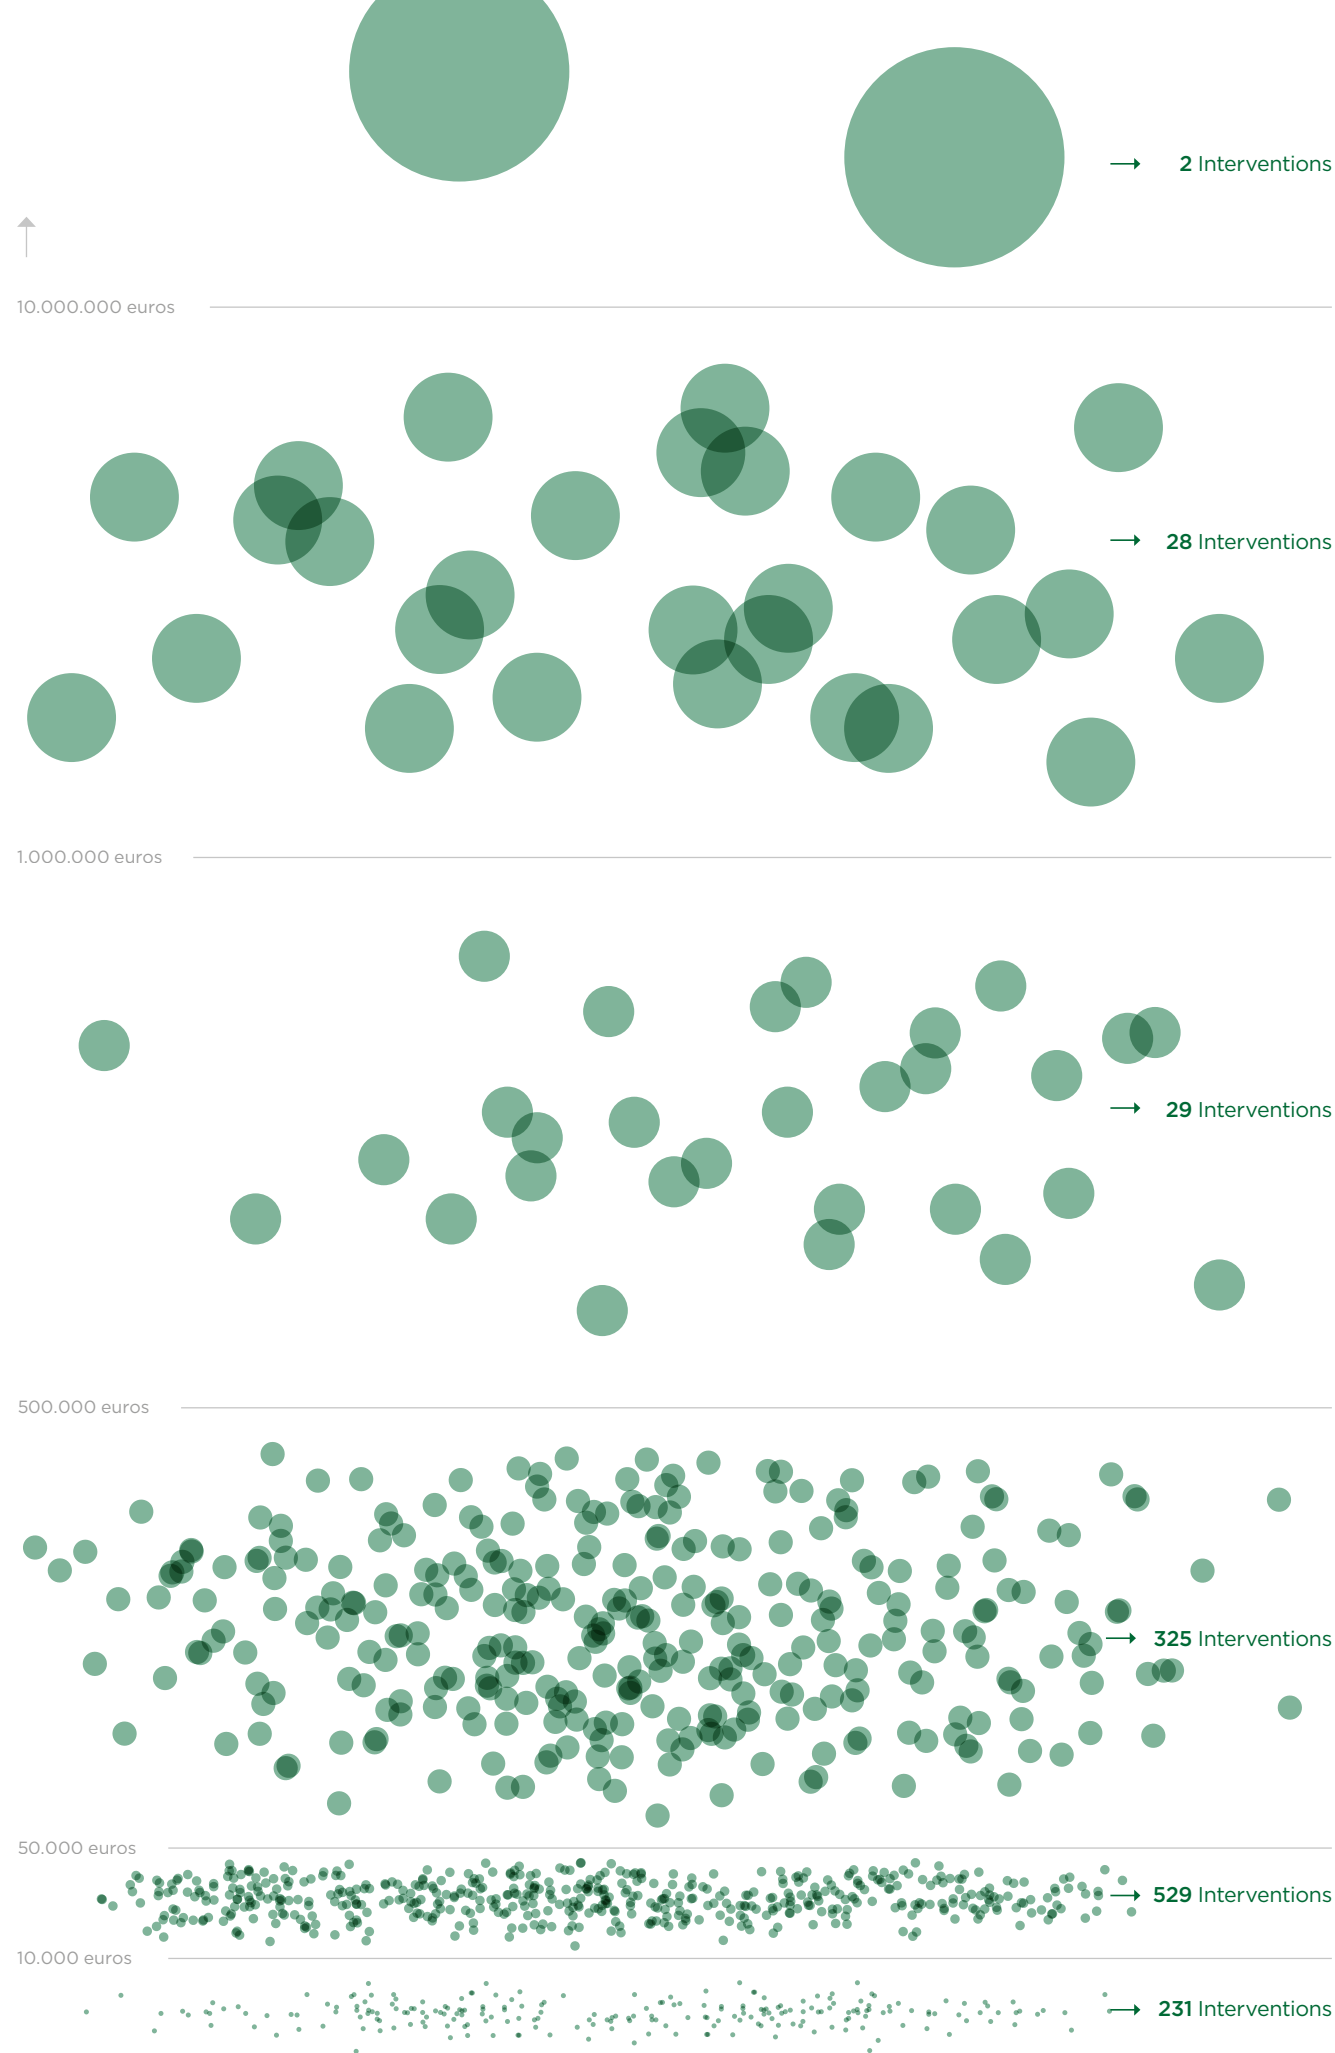 2 Interventions
10.000.000 euros
28 Interventions
1.000.000 euros
29 Interventions
500.000 euros
325 Interventions
50.000 euros
529 Interventions
10.000 euros
231 Interventions